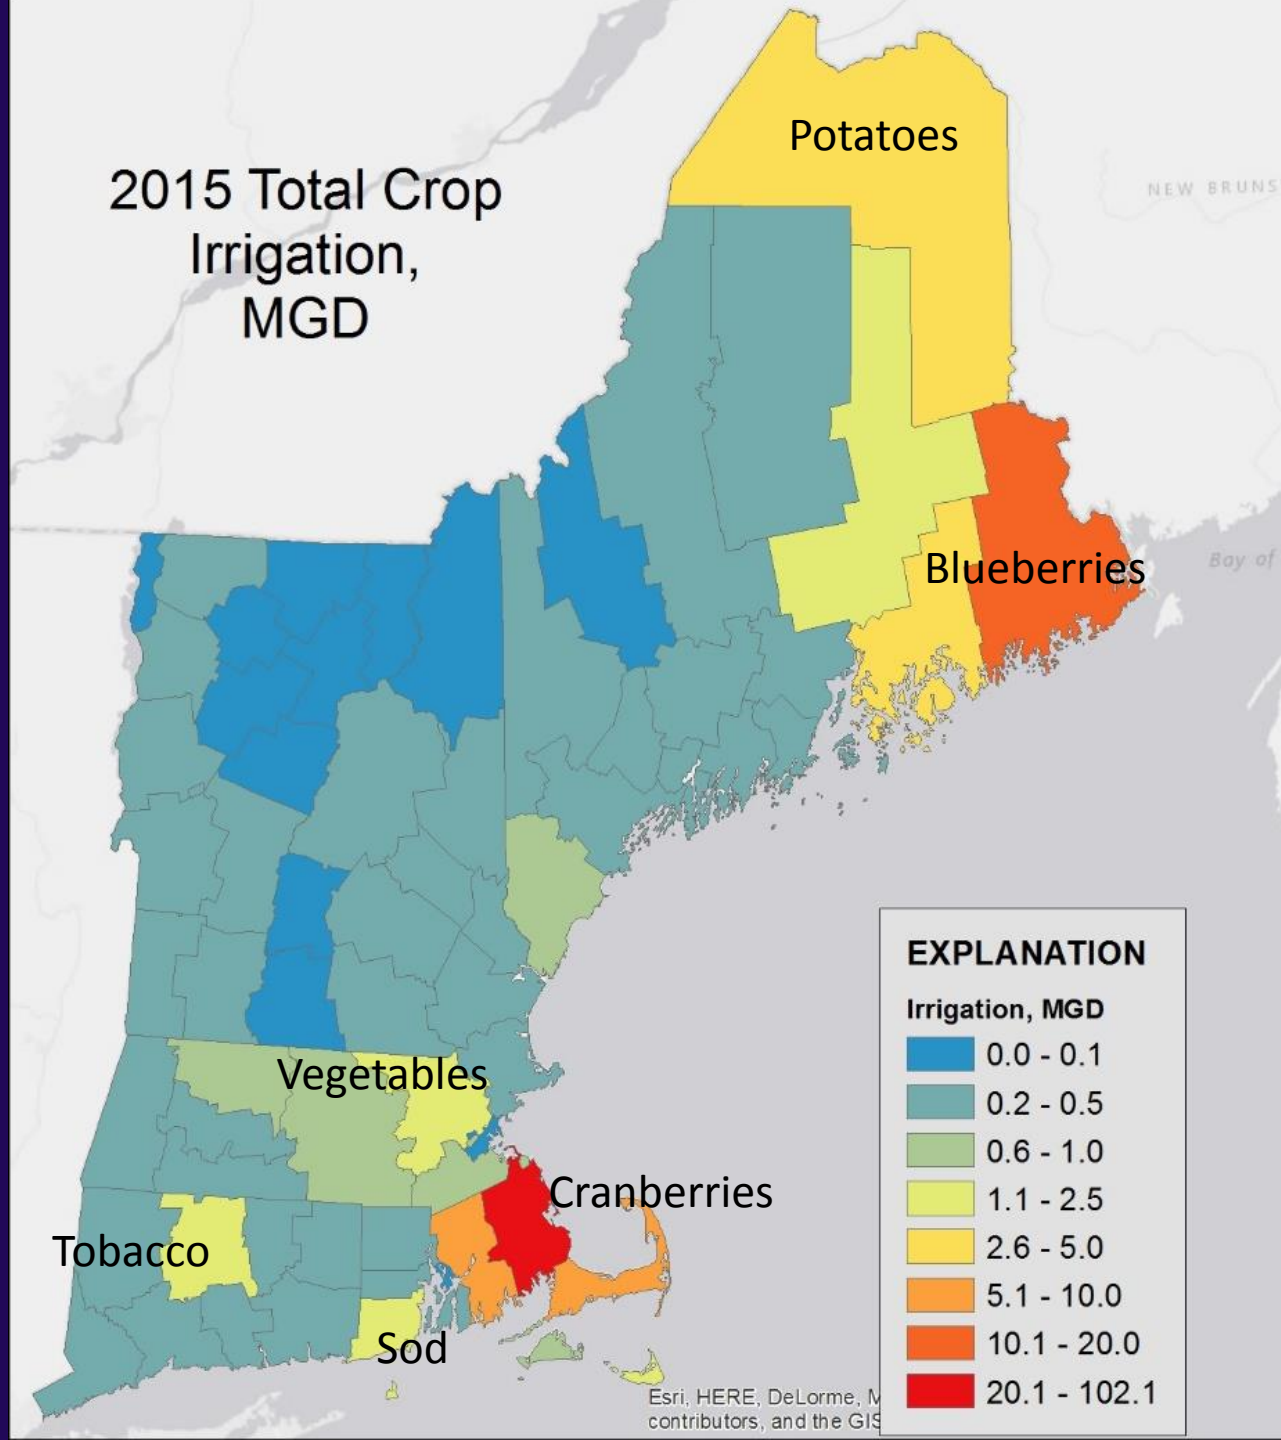 2015 Total Crop
Irrigation,
MGD
Potatoes
NEW BRUNS
Blueberries
Bay of
Vegetables
Cranberries
Tobacco
Sod
EXPLANATION
Irrigation, MGD
0.0 - 0.1
0.2 - 0.5
0.6 - 1.0
1.1 - 2.5
2.6 - 5.0
5.1 - 10.0
10.1 - 20.0
20.1 - 102.1
Esri, HERE, DeLorme, M
contributors, and the GIS